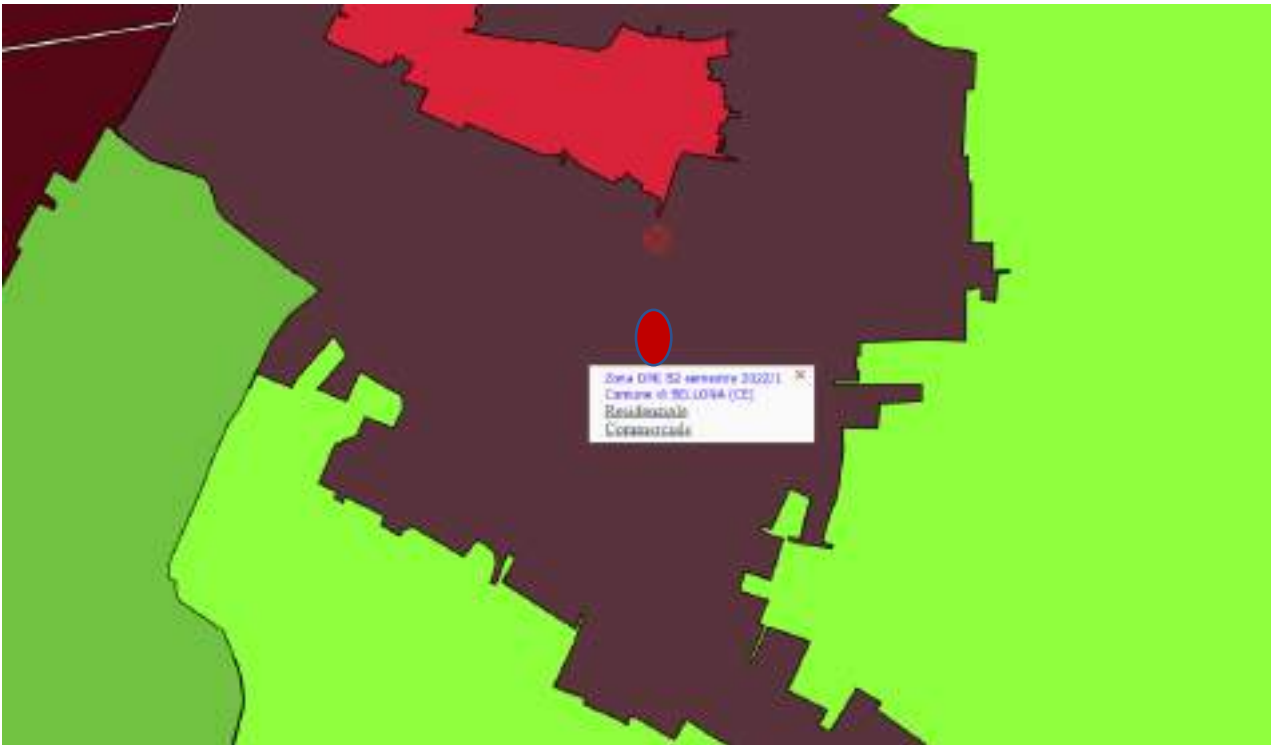 Zona OMI B2 semestre 2022/1
Comune di BELLONA (CE)
Residenziale
Commerciale